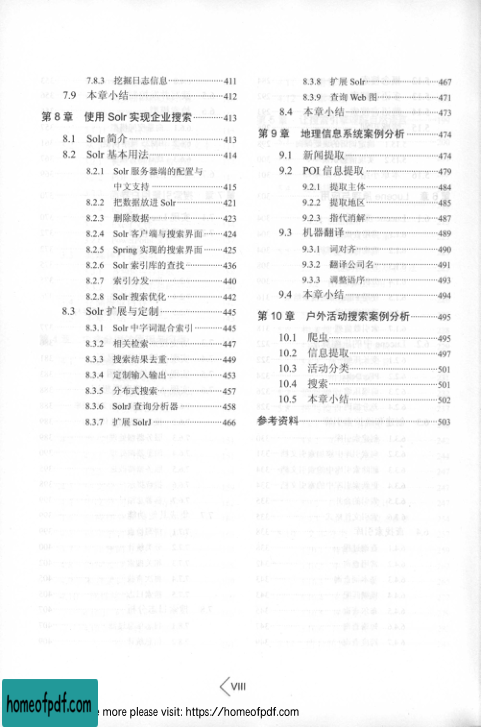 7.8.3 挖掘日志信息 411
7.9 本章小结 412
第 8 章 使用 Solr 实现企业搜索 413
8.1 Solr 简介 413
8.2 Solr 基本用法 414
8.2.1 Solr 服务器端的配置与
中文支持 415
8.2.2 把数据放进 Solr 421
8.2.3 删除数据 423
8.2.4 Solr 客户端与搜索界面 424
8.2.5 Spring 实现的搜索界面 425
8.2.6 Solr 索引库的查找 436
8.2.7 索引分发 440
8.2.8 Solr 搜索优化 442
8.3 Solr 扩展与定制 445
8.3.1 Solr 中字词混合索引 445
8.3.2 相关检索 447
8.3.3 搜索结果去重 449
8.3.4 定制输入输出 453
8.3.5 分布式搜索 457
8.3.6 SolrJ 查询分析器 458
8.3.7 扩展 SolrJ 466
8.3.8 扩展 Solr 467
8.3.9 查询 Web 图 471
8.4 本章小结 473
第 9 章 地理信息系统案例分析 474
9.1 新闻提取 474
9.2 POI 信息提取 479
9.2.1 提取主体 484
9.2.2 提取地区 485
9.2.3 指代消解 487
9.3 机器翻译 489
9.3.1 词对齐 490
9.3.2 翻译公司名 491
9.3.3 调整语序 493
9.4 本章小结 494
第 10 章 户外活动搜索案例分析 495
10.1 爬虫 495
10.2 信息提取 497
10.3 活动分类 501
10.4 搜索 501
10.5 本章小结 502
参考资料 503
VIII
homeofpdf.com
e more please visit: https://homeofpdf.com